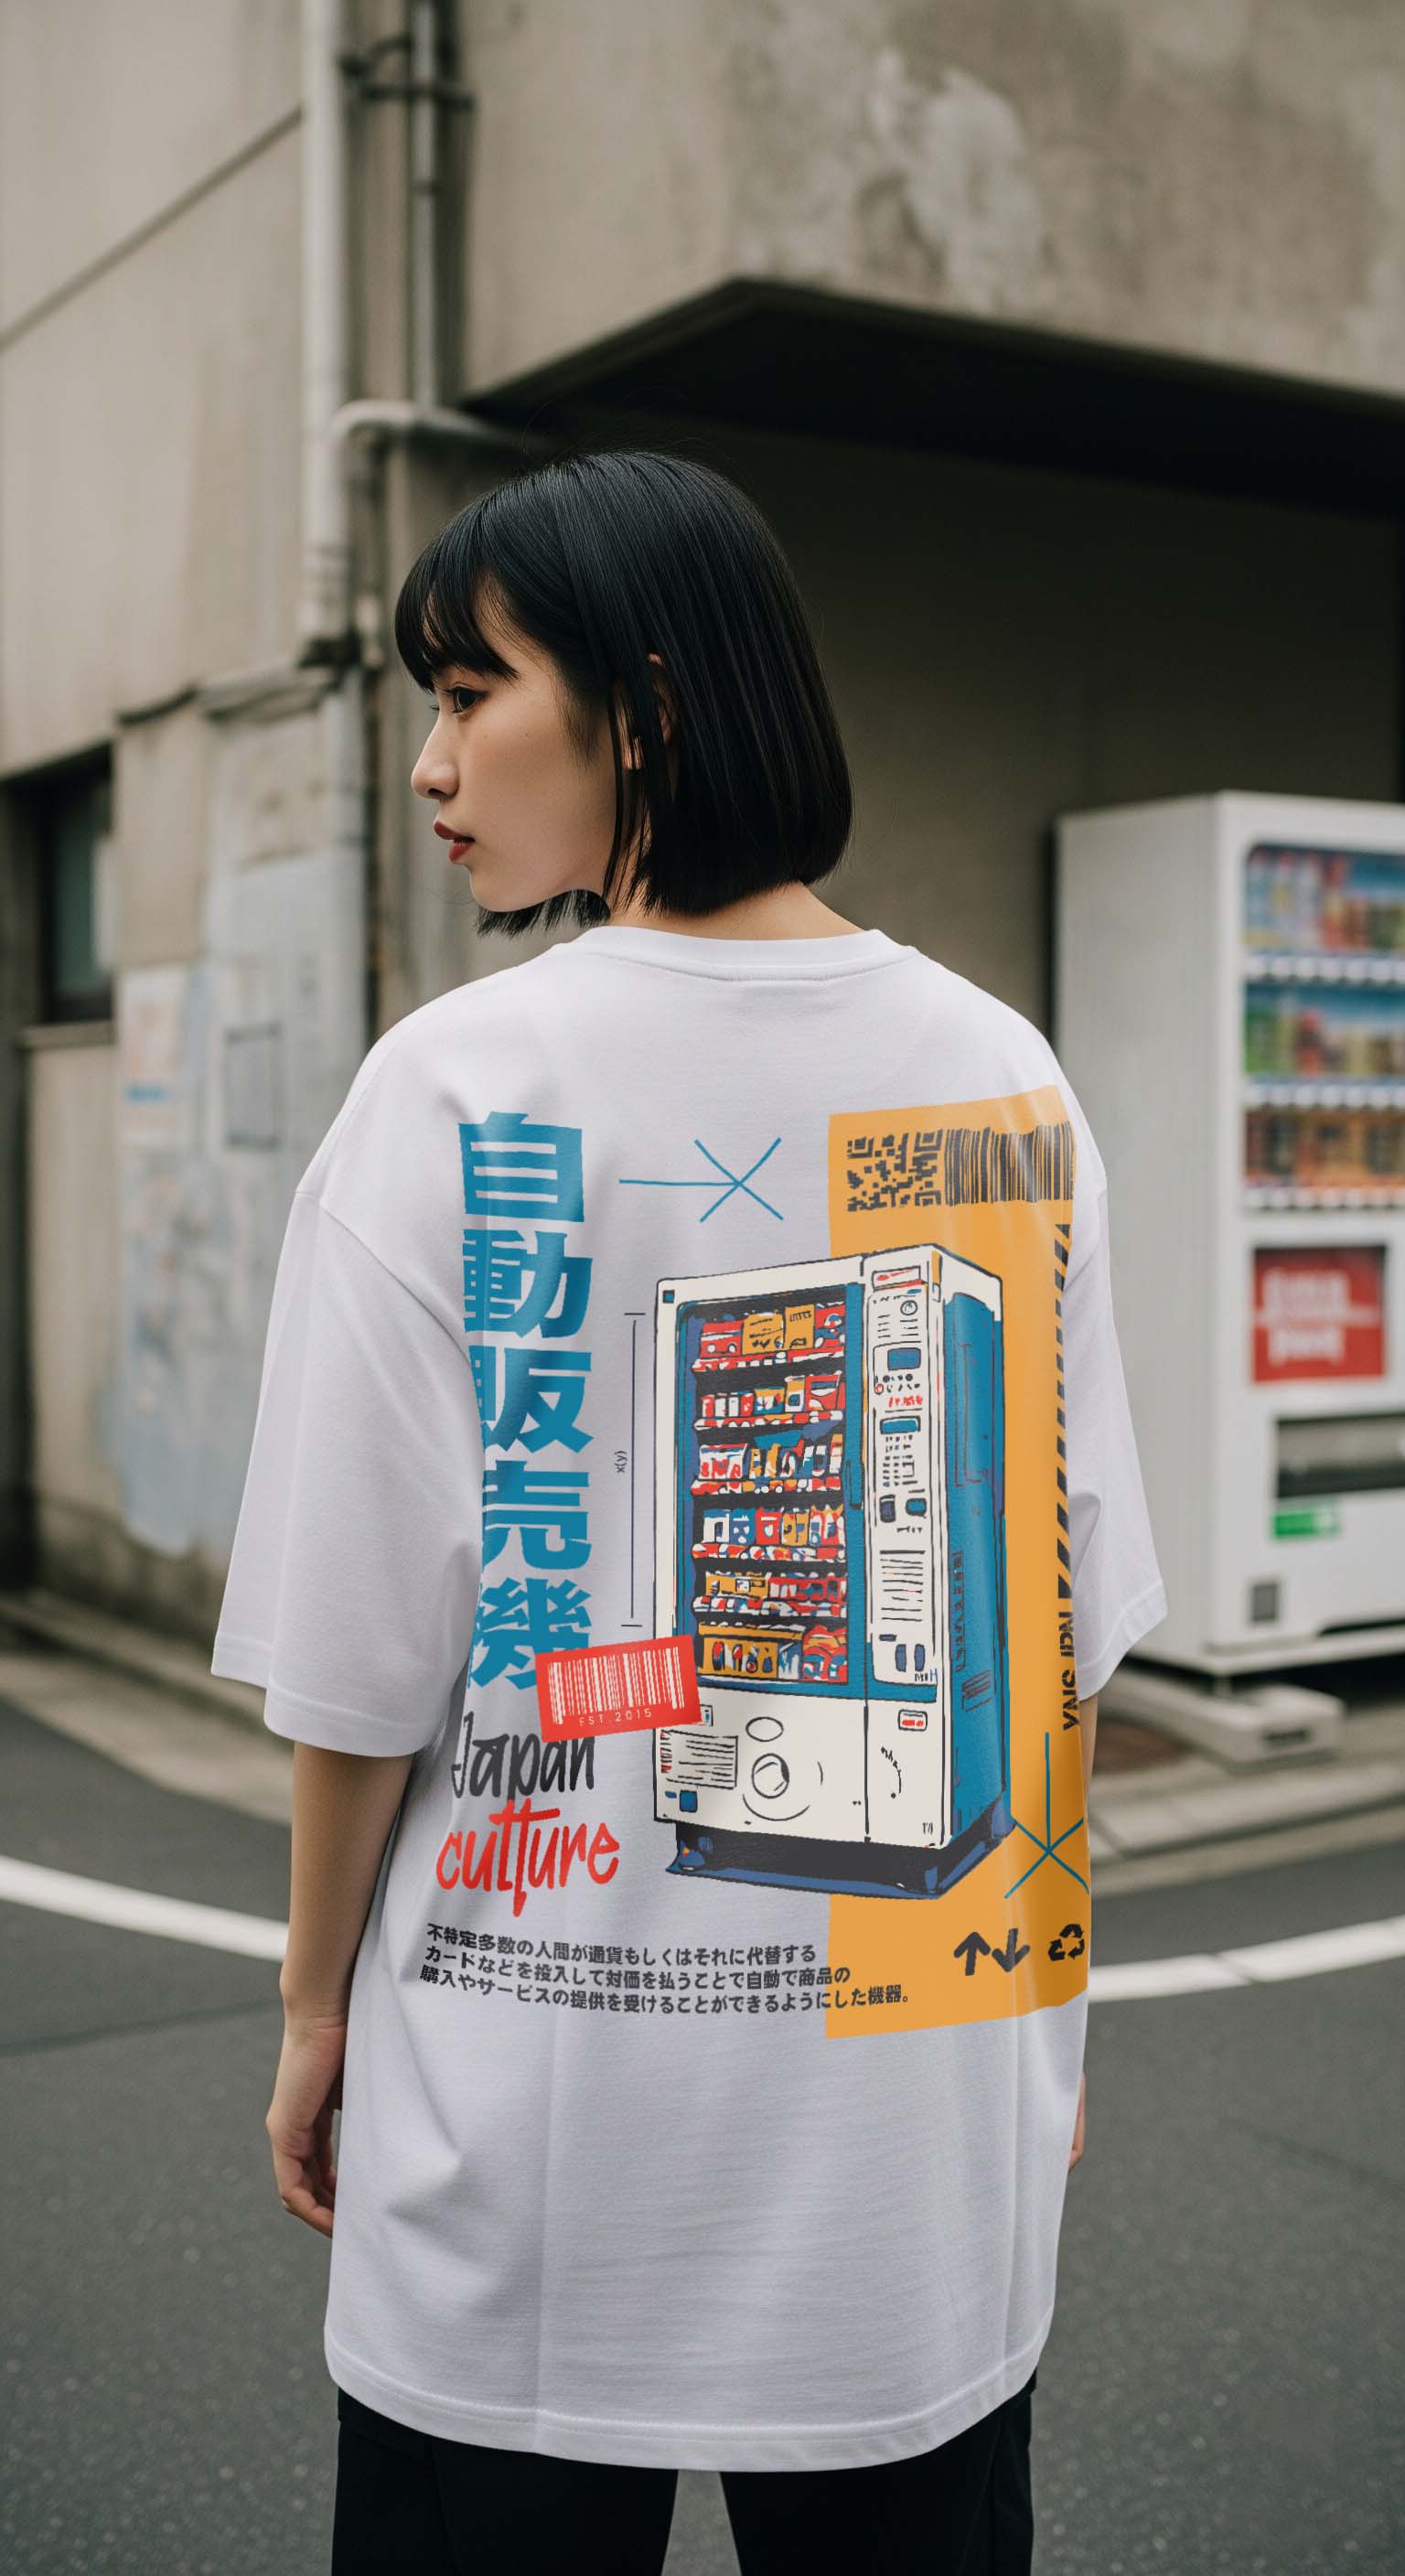 自動販売機
EST.2015
Japan
culture
不特定多数の人間が通貨もしくはそれに代替する
カードなどを投入して対価を払うことで自動で商品の
購入やサービスの提供を受けることができるようにした機器。
x(y)
YNS JPN